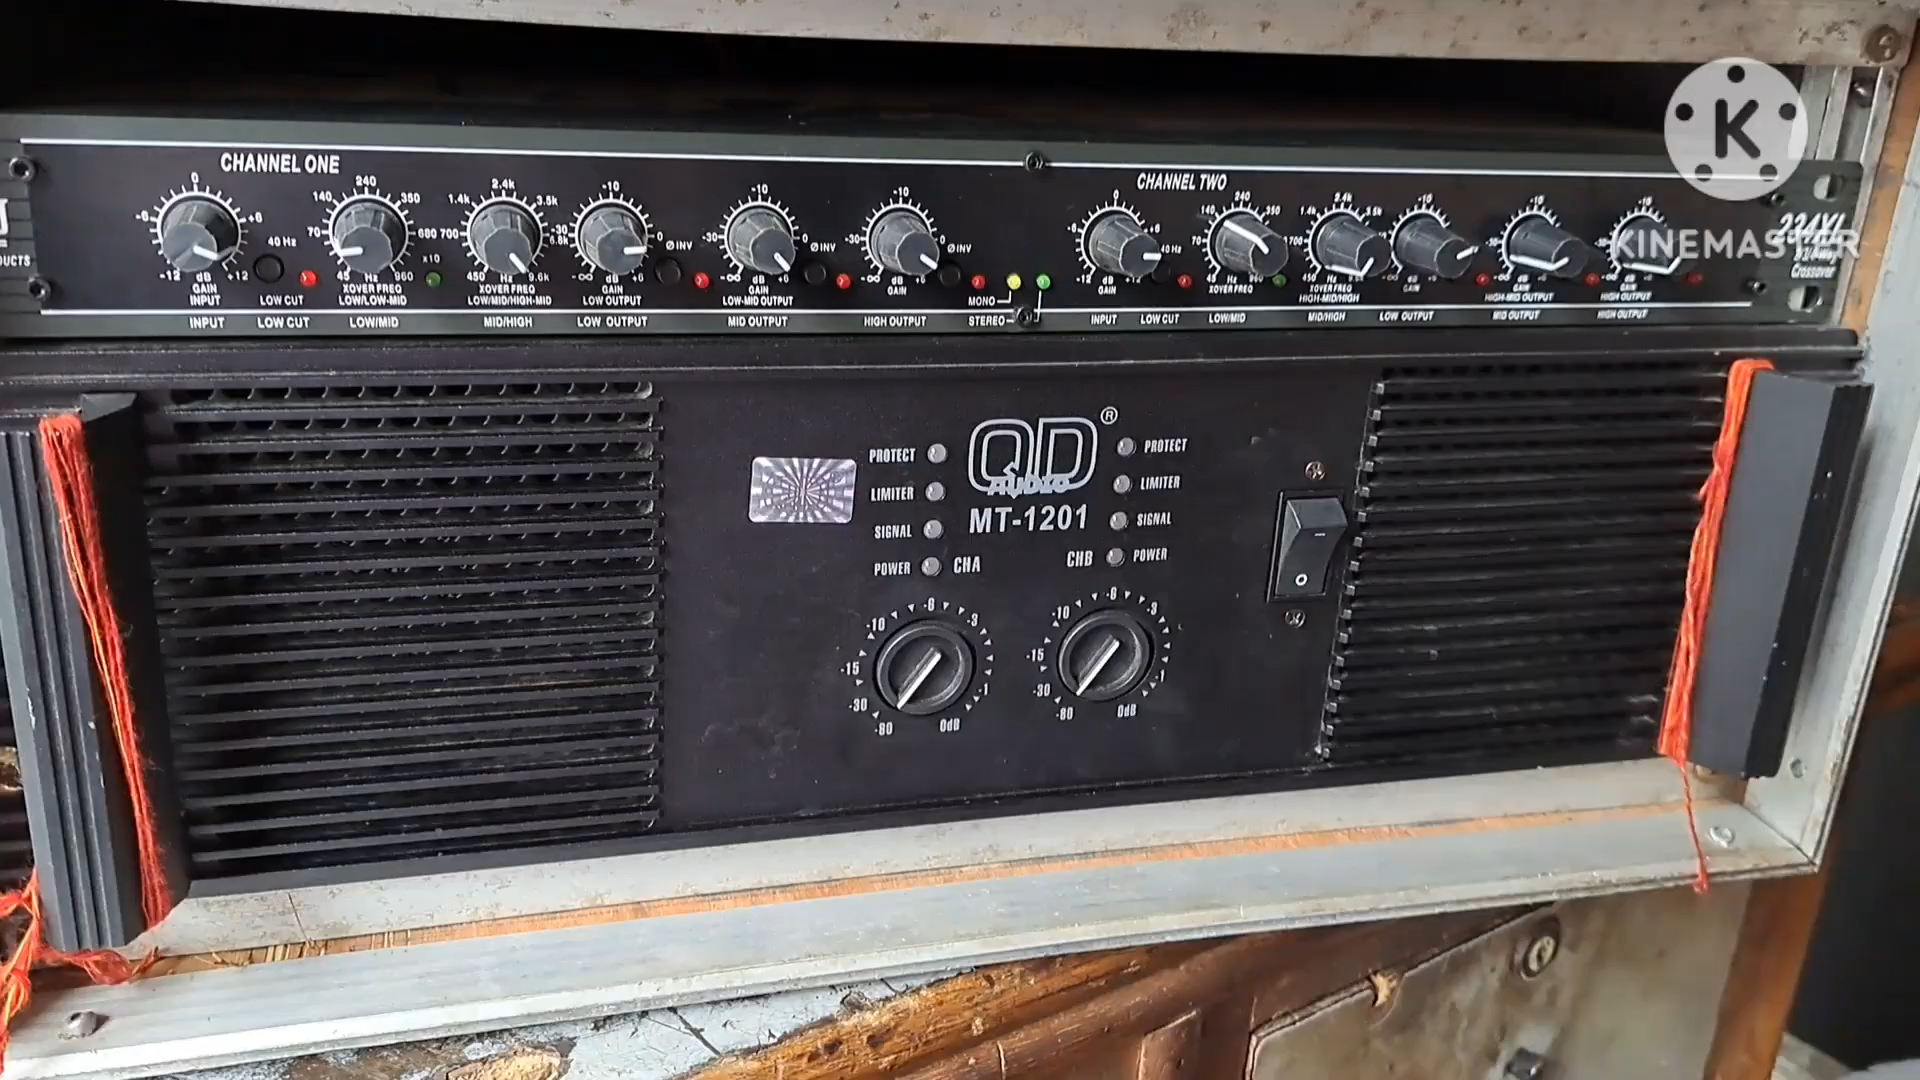 CHANNEL ONE
CHANNEL TWO
0
-6
+6
-12
dB
+12
GAIN
INPUT
40 Hz
LOW CUT
240
140
350
70
680
45
Hz
960
x10
XOVER FREQ
LOW/LOW-MID
2.4k
1.4k
3.5k
700
6.8k
450
Hz
9.6k
XOVER FREQ
LOW/MID/HIGH-MID
-10
-30
0
-∞
dB
+6
GAIN
LOW OUTPUT
ØINV
-10
-30
0
-∞
dB
+6
GAIN
LOW-MID OUTPUT
ØINV
-10
-30
0
-∞
dB
+6
GAIN
ØINV
MONO
STEREO
INPUT
LOW CUT
LOW/MID
MID/HIGH
LOW OUTPUT
MID OUTPUT
HIGH OUTPUT
0
-6
+6
-12
dB
+12
GAIN
40 Hz
240
140
350
70
45
Hz
960
XOVER FREQ
2.4k
1.4k
3.5k
700
450
Hz
XOVER FREQ
HIGH-MID/HIGH
-10
GAIN
-10
-30
GAIN
HIGH-MID OUTPUT
-10
GAIN
HIGH OUTPUT
INPUT
LOW CUT
LOW/MID
MID/HIGH
LOW OUTPUT
MID OUTPUT
HIGH OUTPUT
234XL
Crossover
K
KINEMASTER
QD
AUDIO
®
MT-1201
PROTECT
LIMITER
SIGNAL
POWER
CHA
PROTECT
LIMITER
SIGNAL
POWER
CHB
-6
-10
-3
-15
-1
-30
-80
0dB
-6
-10
-3
-15
-1
-30
-80
0dB